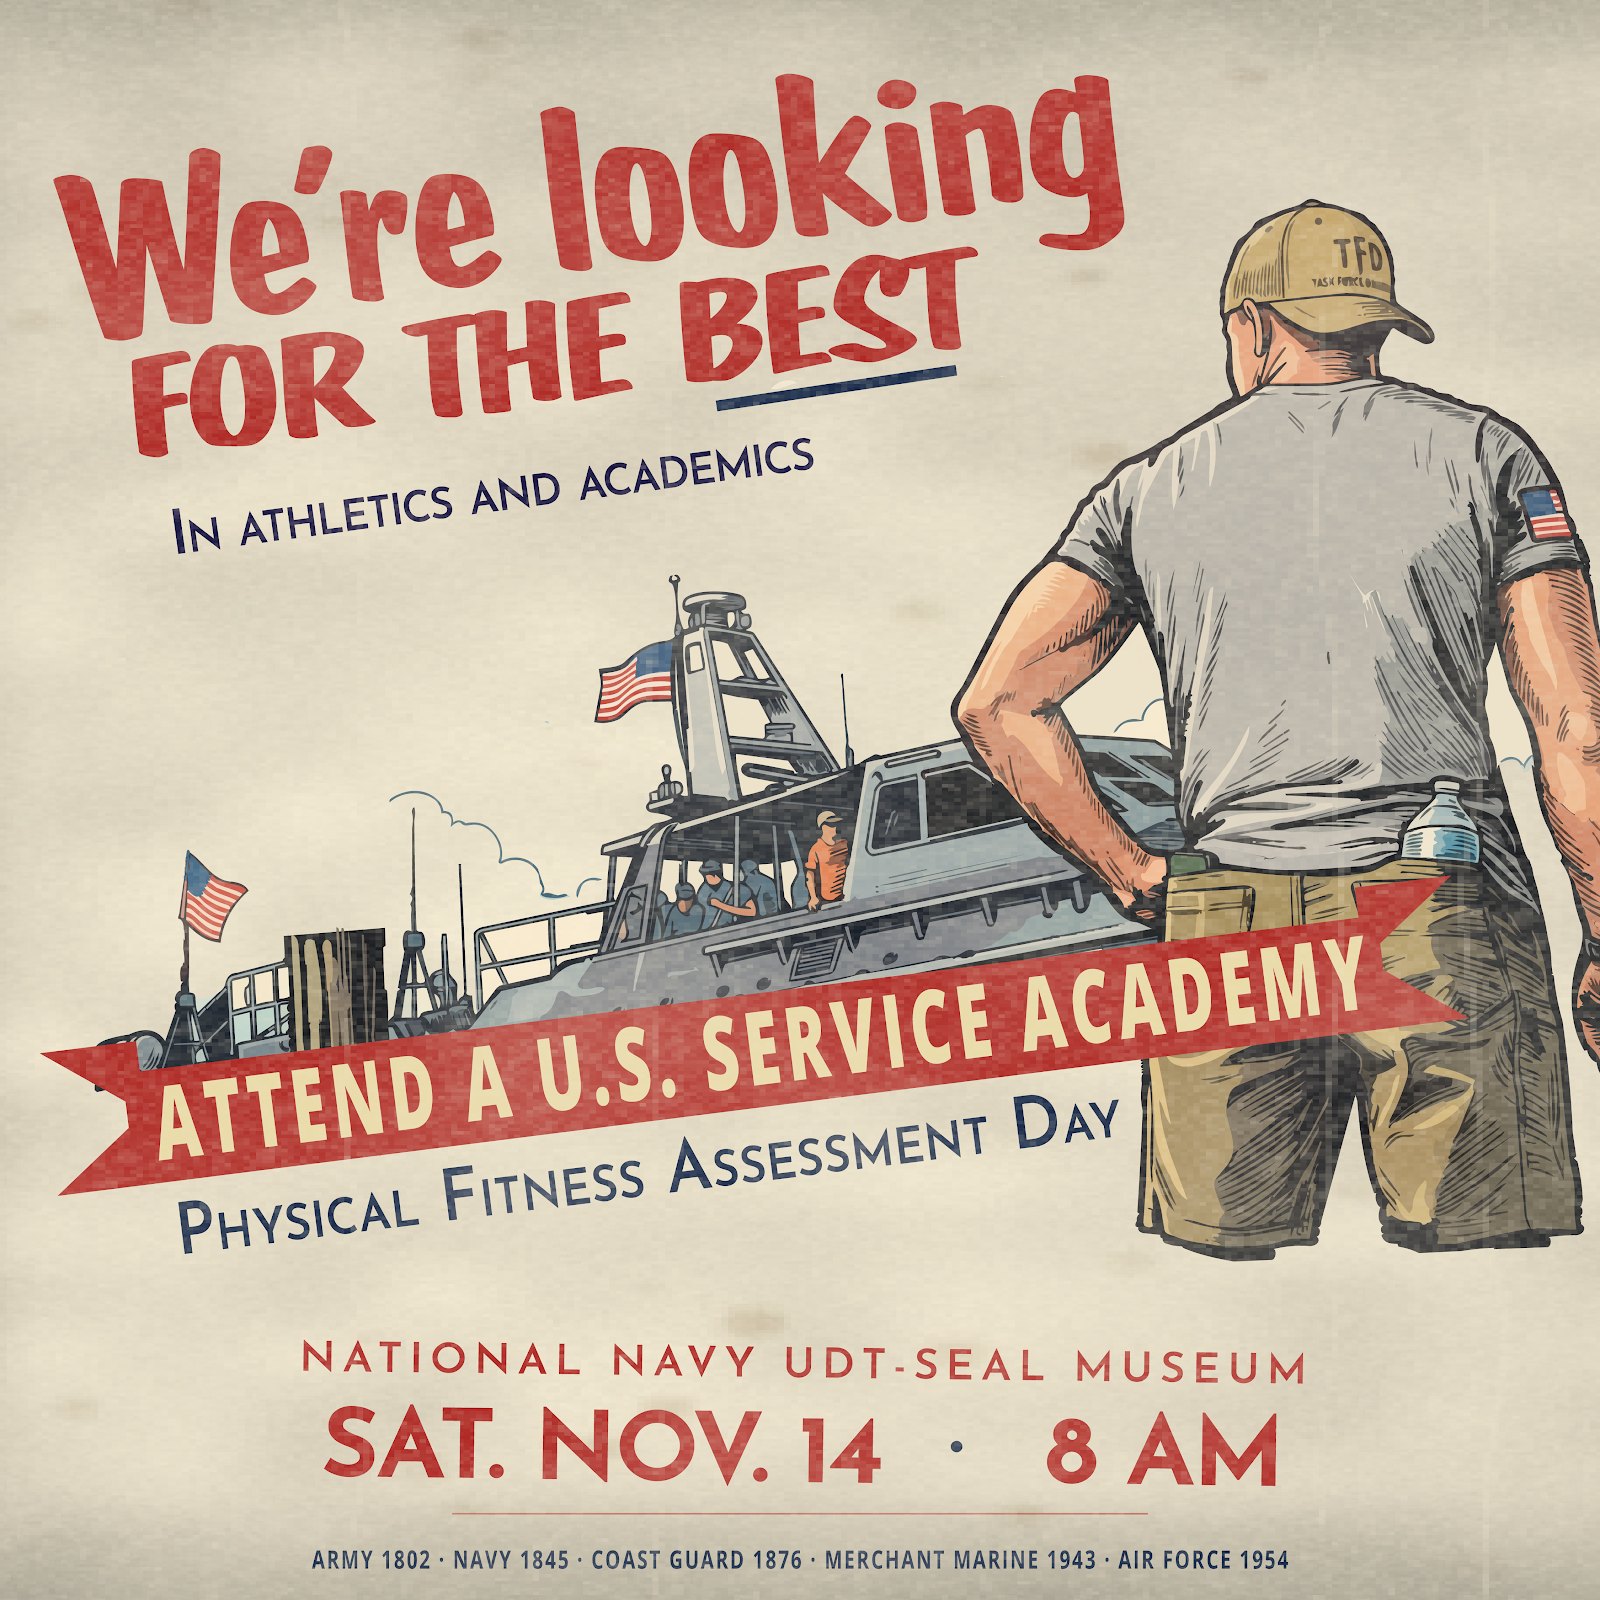 We're looking
FOR THE BEST
IN ATHLETICS AND ACADEMICS
TFD
TASK FORCE
ATTEND A U.S. SERVICE ACADEMY
PHYSICAL FITNESS ASSESSMENT DAY
NATIONAL NAVY UDT-SEAL MUSEUM
SAT. NOV. 14 · 8 AM
ARMY 1802 · NAVY 1845 · COAST GUARD 1876 · MERCHANT MARINE 1943 · AIR FORCE 1954